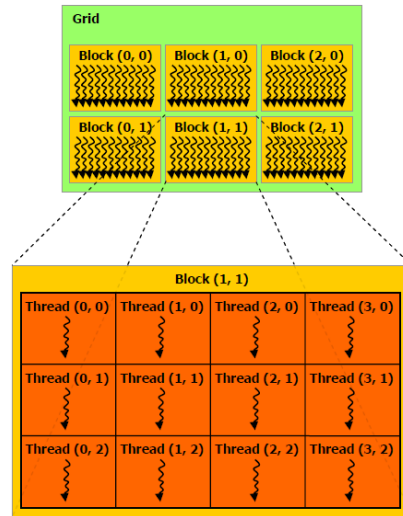 Grid
Block (0, 0) Block (1, 0) Block (2, 0)
Block (0, 1) Block (1, 1) Block (2, 1)
Block (1, 1)
Thread (0, 0) Thread (1, 0) Thread (2, 0) Thread (3, 0)
Thread (0, 1) Thread (1, 1) Thread (2, 1) Thread (3, 1)
Thread (0, 2) Thread (1, 2) Thread (2, 2) Thread (3, 2)